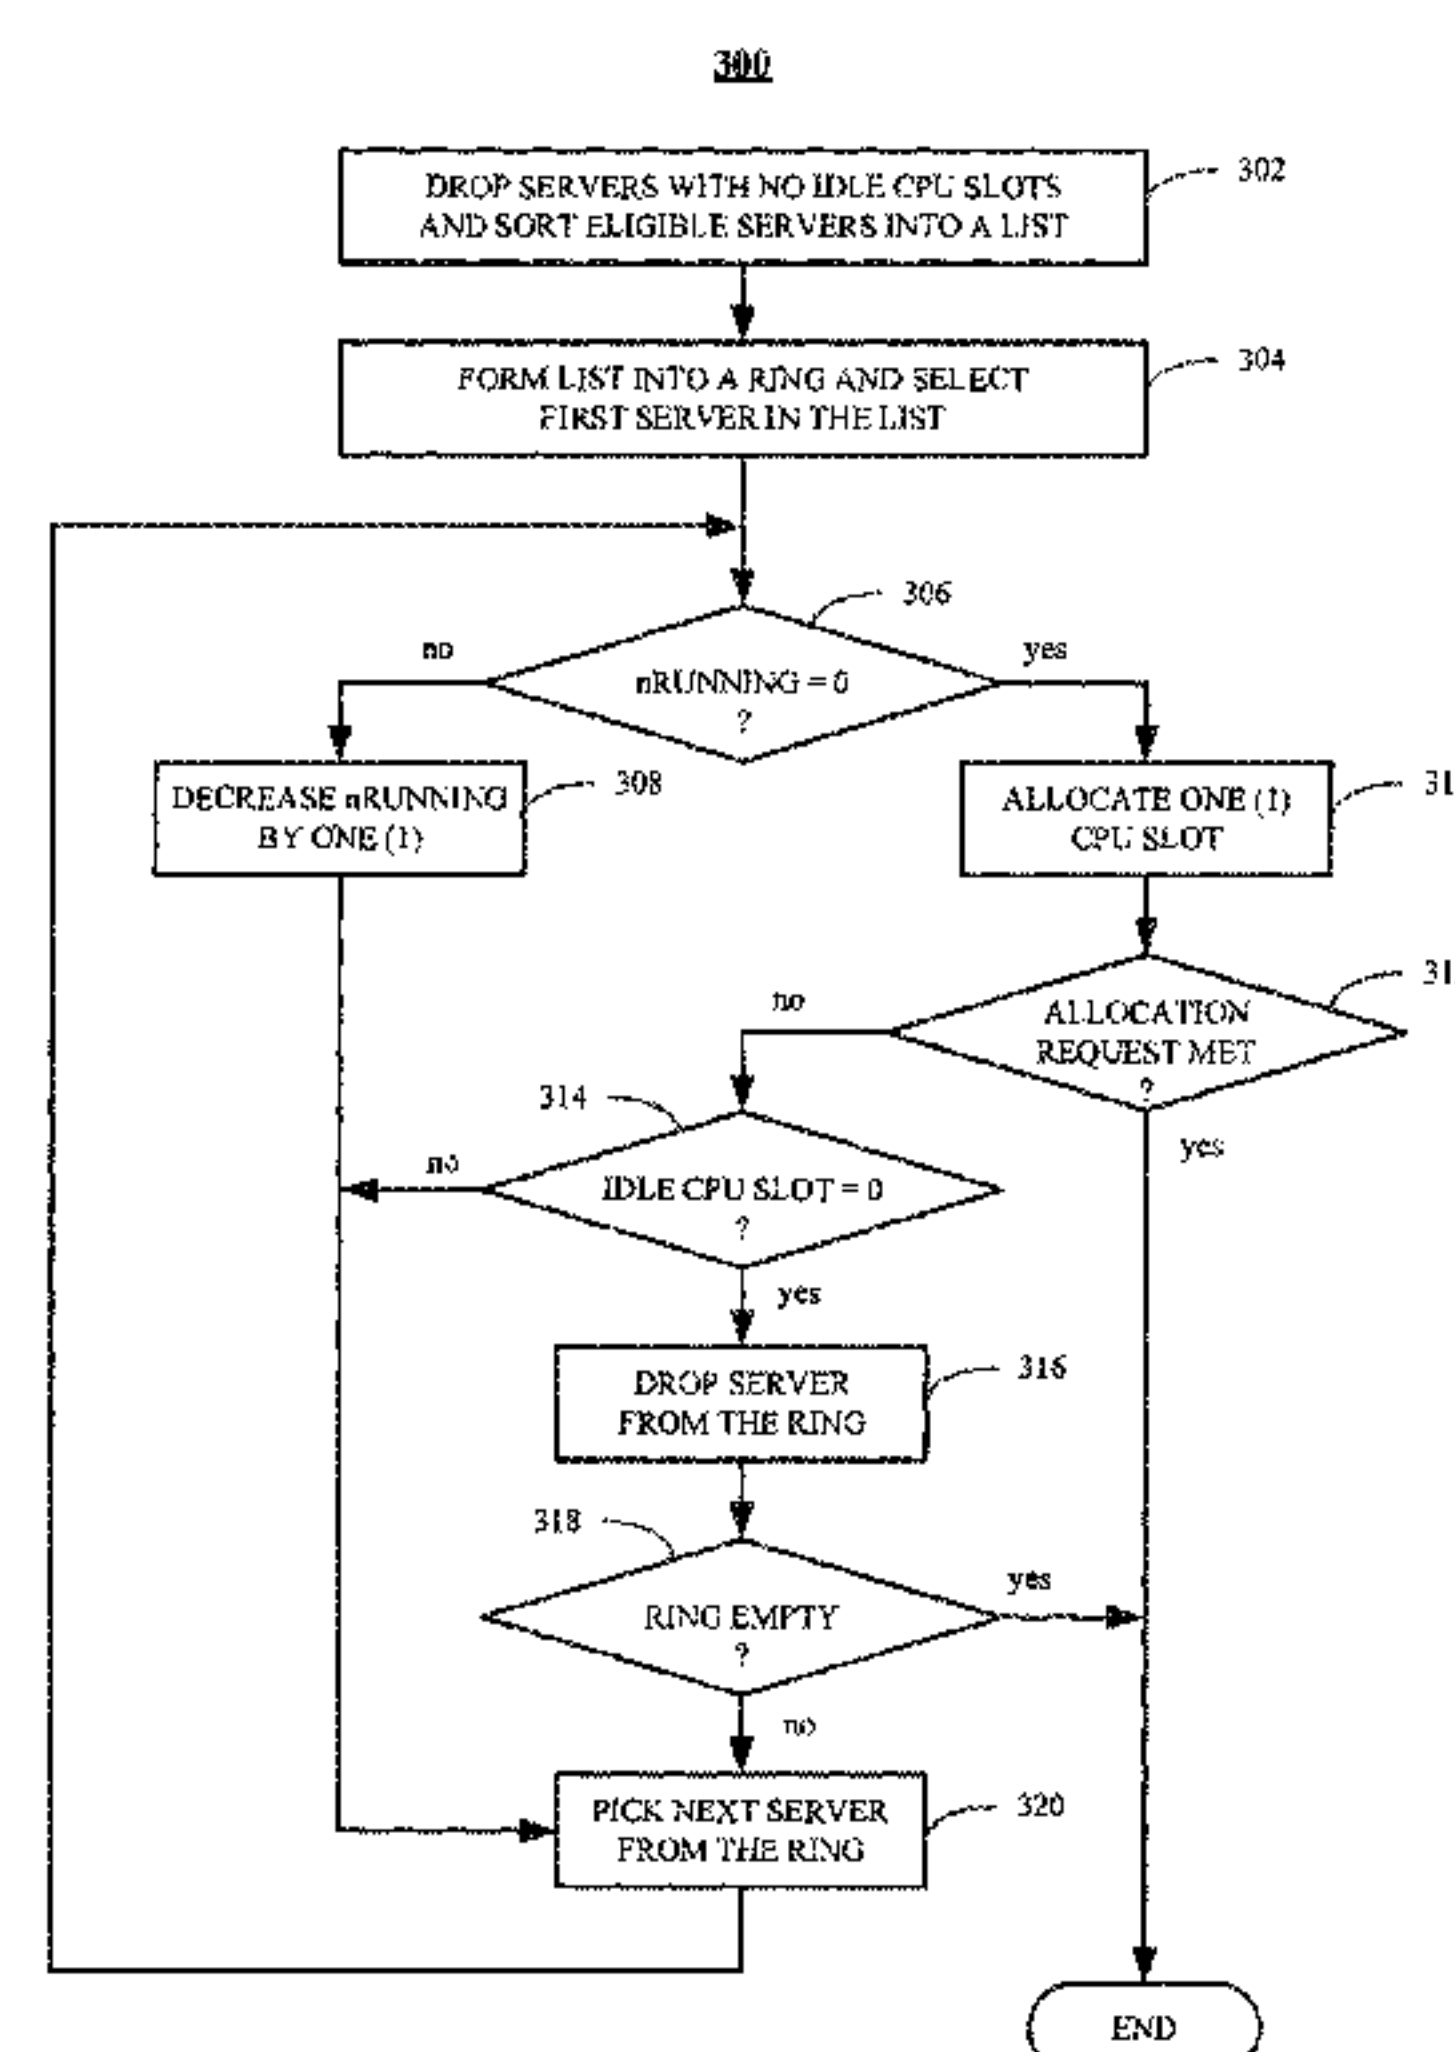 300
DROP SERVERS WITH NO IDLE CPU SLOTS
AND SORT ELIGIBLE SERVERS INTO A LIST
302
FORM LIST INTO A RING AND SELECT
FIRST SERVER IN THE LIST
304
306
no
yes
nRUNNING = 0
?
DECREASE nRUNNING
BY ONE (1)
308
ALLOCATE ONE (1)
CPU SLOT
31
no
ALLOCATION
REQUEST MET
?
31
314
yes
no
IDLE CPU SLOT = 0
?
yes
DROP SERVER
FROM THE RING
316
318
yes
RING EMPTY
?
no
PICK NEXT SERVER
FROM THE RING
320
END